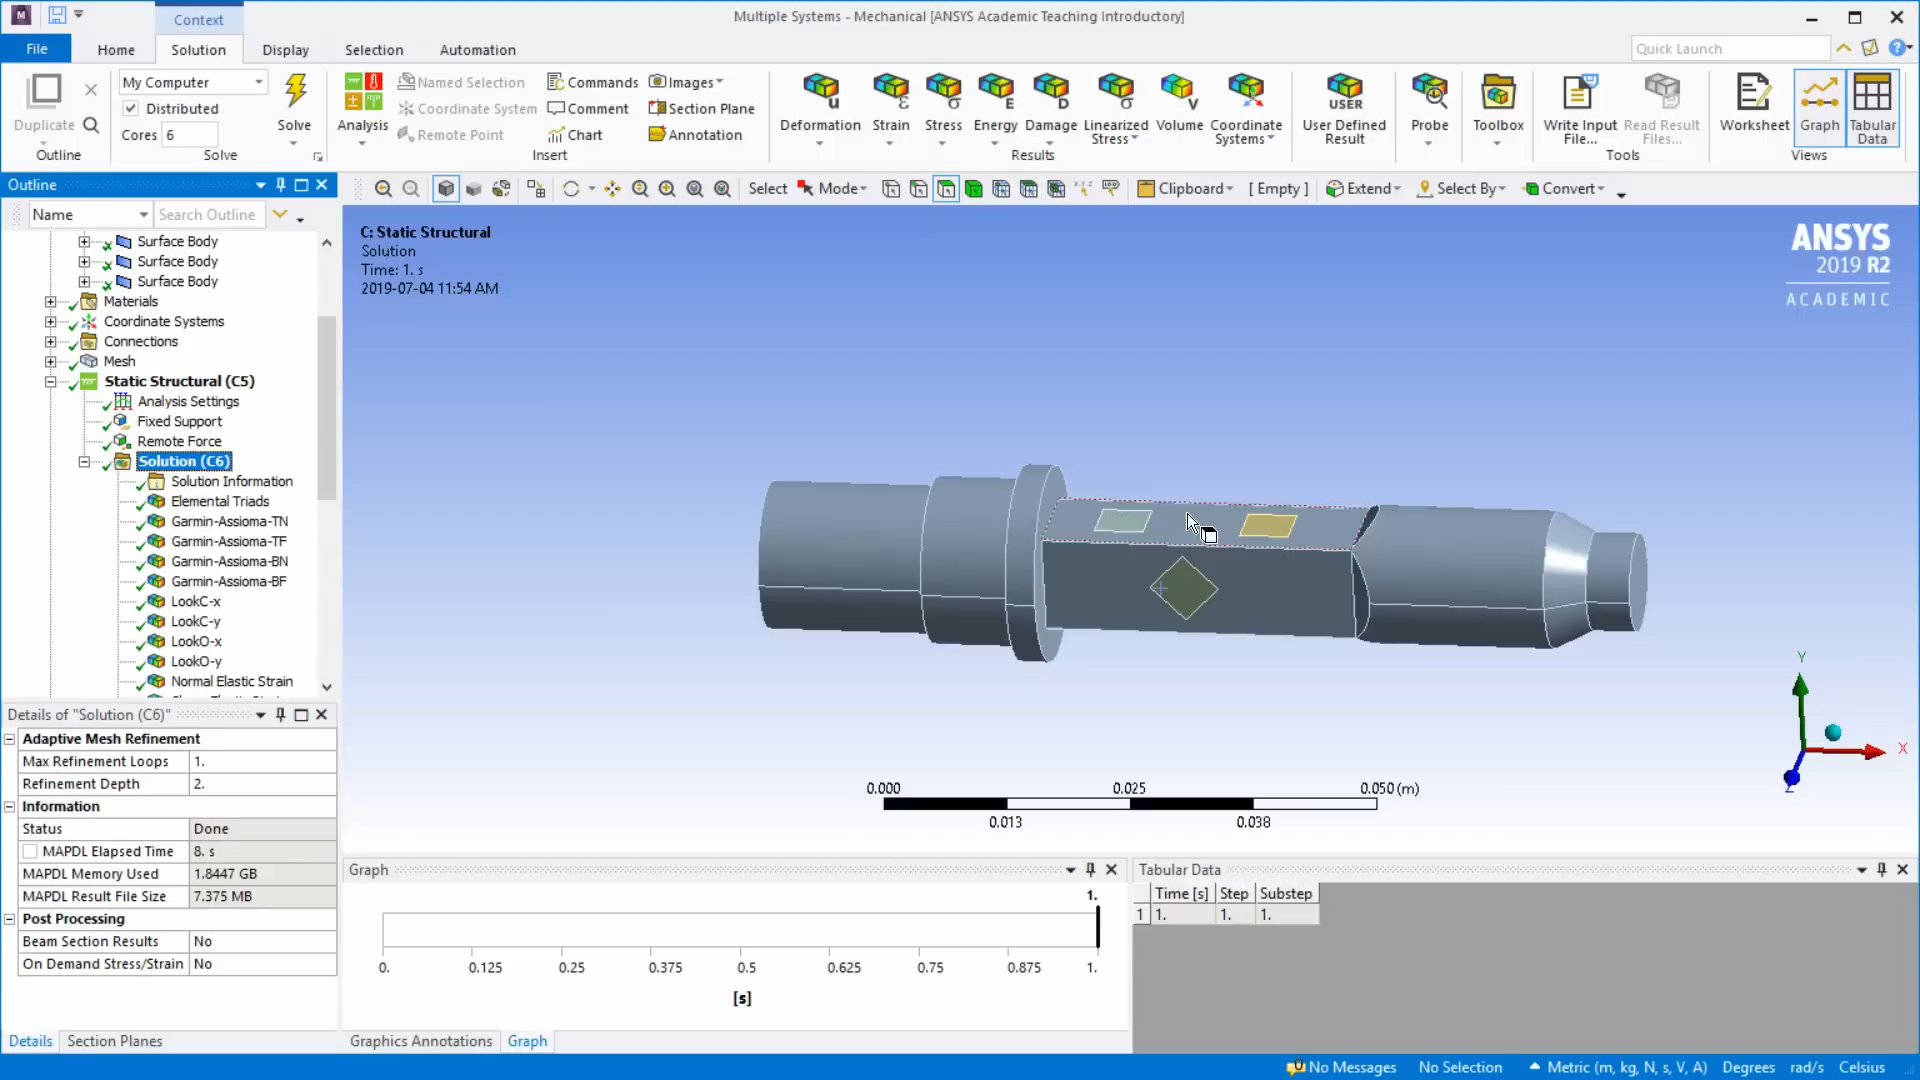 Context
Multiple Systems - Mechanical [ANSYS Academic Teaching Introductory]
File Home Solution Display Selection Automation
Quick Launch
Duplicate
Outline
My Computer
Distributed
Cores 6
Solve
Solve
Analysis
Named Selection
Coordinate System
Remote Point
Commands
Comment
Chart
Images
Section Plane
Annotation
Insert
Deformation Strain Stress Energy Damage Linearized Stress Volume Coordinate Systems
Results
User Defined Result
Probe
Toolbox
Write Input File... Read Result Files...
Tools
Worksheet Graph Tabular Data
Views
Outline
Name Search Outline
Select Mode Clipboard [ Empty ] Extend Select By Convert
Surface Body
Surface Body
Surface Body
Materials
Coordinate Systems
Connections
Mesh
Static Structural (C5)
Analysis Settings
Fixed Support
Remote Force
Solution (C6)
Solution Information
Elemental Triads
Garmin-Assioma-TN
Garmin-Assioma-TF
Garmin-Assioma-BN
Garmin-Assioma-BF
LookC-x
LookC-y
LookO-x
LookO-y
Normal Elastic Strain
C: Static Structural
Solution
Time: 1. s
2019-07-04 11:54 AM
ANSYS
2019 R2
ACADEMIC
Y
X
Z
0.000 0.025 0.050 (m)
0.013 0.038
Details of "Solution (C6)"
Adaptive Mesh Refinement
Max Refinement Loops 1.
Refinement Depth 2.
Information
Status Done
MAPDL Elapsed Time 8. s
MAPDL Memory Used 1.8447 GB
MAPDL Result File Size 7.375 MB
Post Processing
Beam Section Results No
On Demand Stress/Strain No
Details Section Planes
Graph
1.
0. 0.125 0.25 0.375 0.5 0.625 0.75 0.875 1.
[s]
Graphics Annotations Graph
Tabular Data
Time [s] Step Substep
1 1. 1. 1.
No Messages No Selection Metric (m, kg, N, s, V, A) Degrees rad/s Celsius